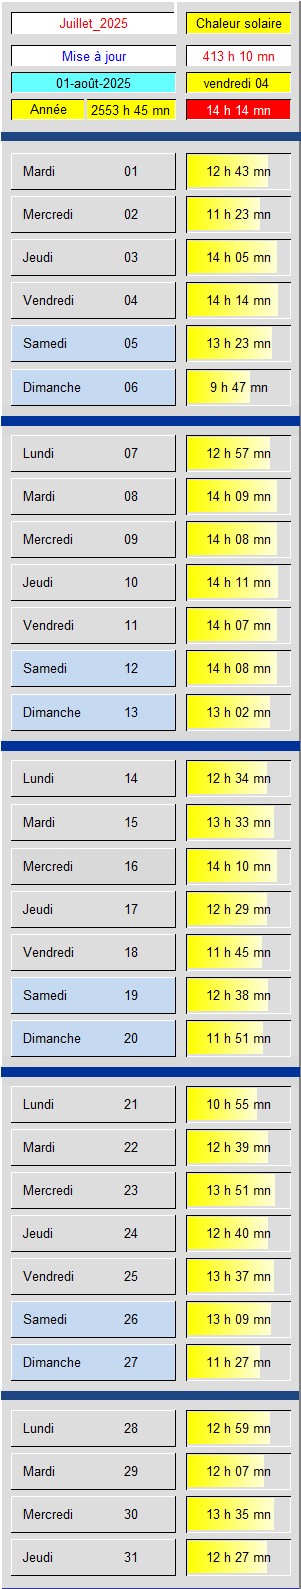 Juillet_2025 Chaleur solaire
Mise à jour 413 h 10 mn
01-août-2025 vendredi 04
Année 2553 h 45 mn 14 h 14 mn
Mardi 01 12 h 43 mn
Mercredi 02 11 h 23 mn
Jeudi 03 14 h 05 mn
Vendredi 04 14 h 14 mn
Samedi 05 13 h 23 mn
Dimanche 06 9 h 47 mn
Lundi 07 12 h 57 mn
Mardi 08 14 h 09 mn
Mercredi 09 14 h 08 mn
Jeudi 10 14 h 11 mn
Vendredi 11 14 h 07 mn
Samedi 12 14 h 08 mn
Dimanche 13 13 h 02 mn
Lundi 14 12 h 34 mn
Mardi 15 13 h 33 mn
Mercredi 16 14 h 10 mn
Jeudi 17 12 h 29 mn
Vendredi 18 11 h 45 mn
Samedi 19 12 h 38 mn
Dimanche 20 11 h 51 mn
Lundi 21 10 h 55 mn
Mardi 22 12 h 39 mn
Mercredi 23 13 h 51 mn
Jeudi 24 12 h 40 mn
Vendredi 25 13 h 37 mn
Samedi 26 13 h 09 mn
Dimanche 27 11 h 27 mn
Lundi 28 12 h 59 mn
Mardi 29 12 h 07 mn
Mercredi 30 13 h 35 mn
Jeudi 31 12 h 27 mn